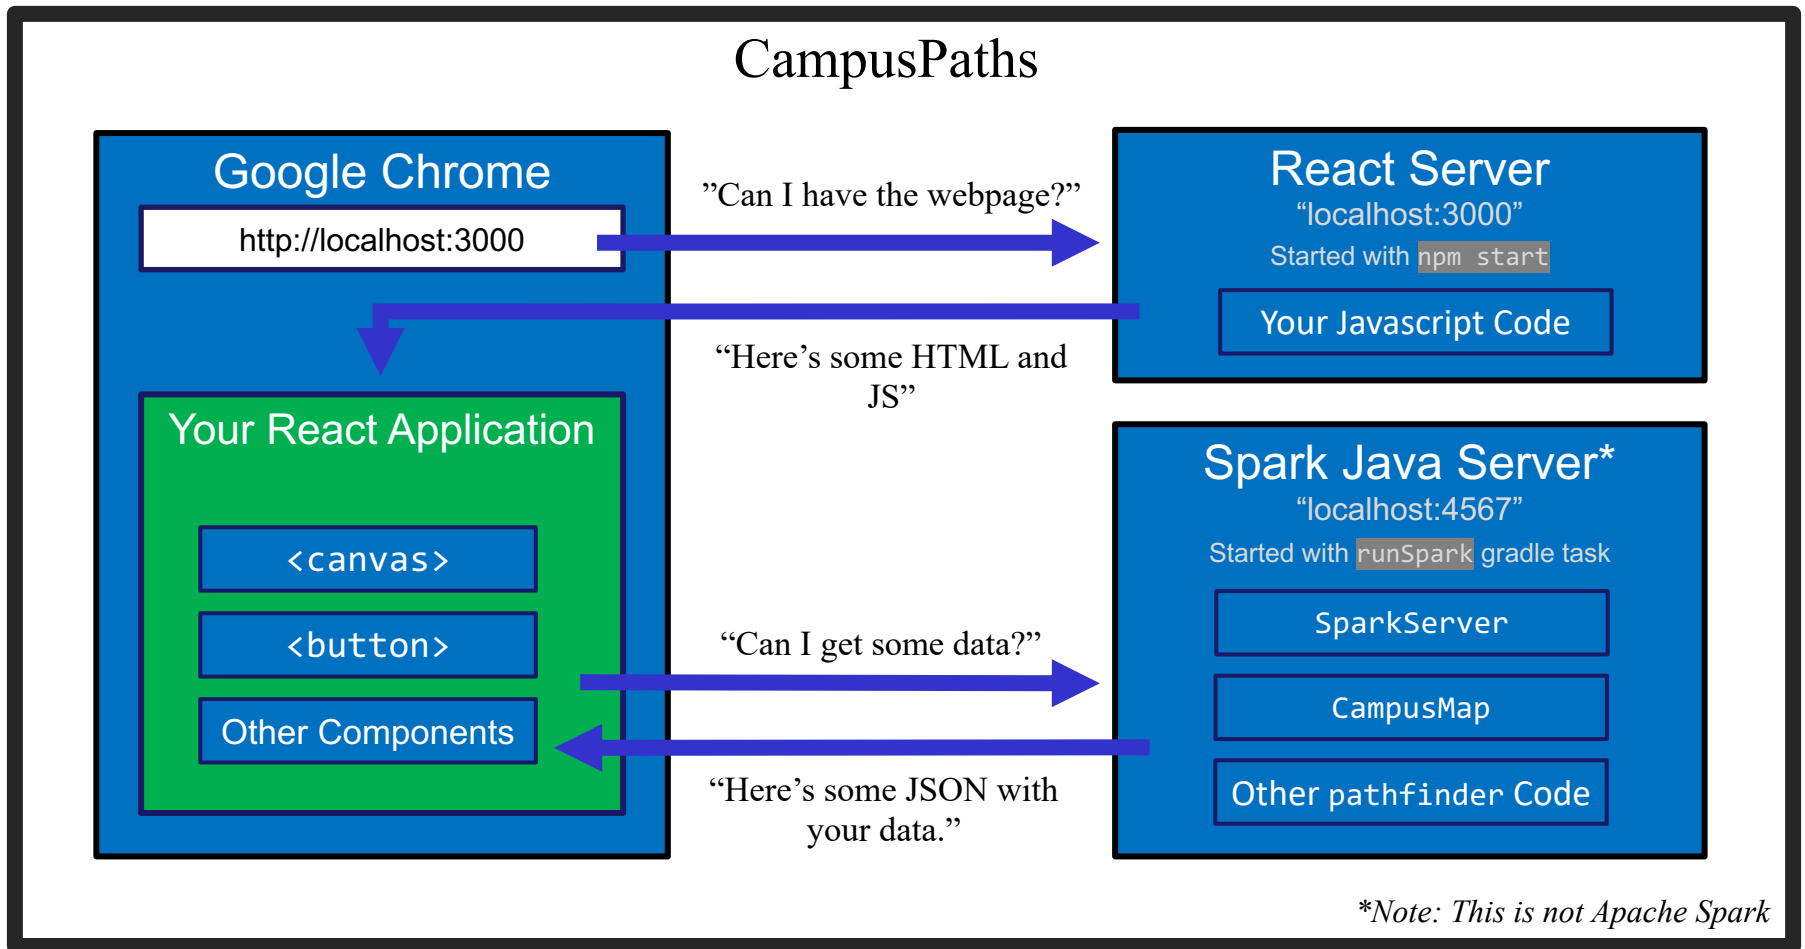 CampusPaths
Google Chrome
http://localhost:3000
”Can I have the webpage?”
“Here’s some HTML and
JS”
React Server
“localhost:3000”
Started with npm start
Your Javascript Code
Your React Application
<canvas>
<button>
Other Components
“Can I get some data?”
“Here’s some JSON with
your data.”
Spark Java Server*
“localhost:4567”
Started with runSpark gradle task
SparkServer
CampusMap
Other pathfinder Code
*Note: This is not Apache Spark